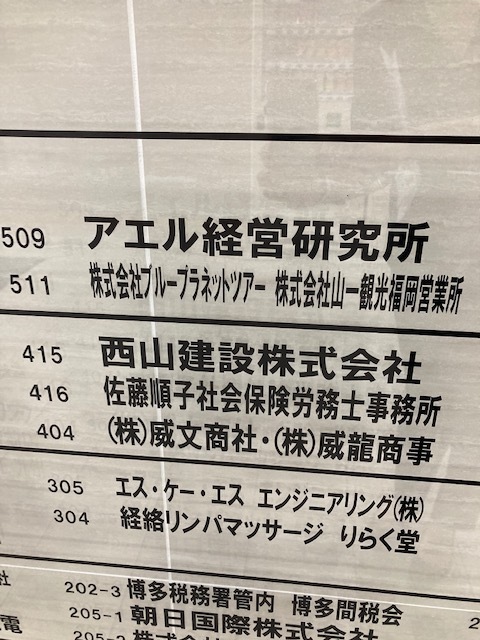 509 アエル経営研究所
511 株式会社ブループラネットツアー 株式会社山一観光福岡営業所
415 西山建設株式会社
416 佐藤順子社会保険労務士事務所
404 (株)威文商社・(株)威龍商事
305 エス・ケー・エス エンジニアリング(株)
304 経絡リンパマッサージ りらく堂
社 202-3 博多税務署管内 博多間税会
電 205-1 朝日国際株式会社
205-2 株式会社